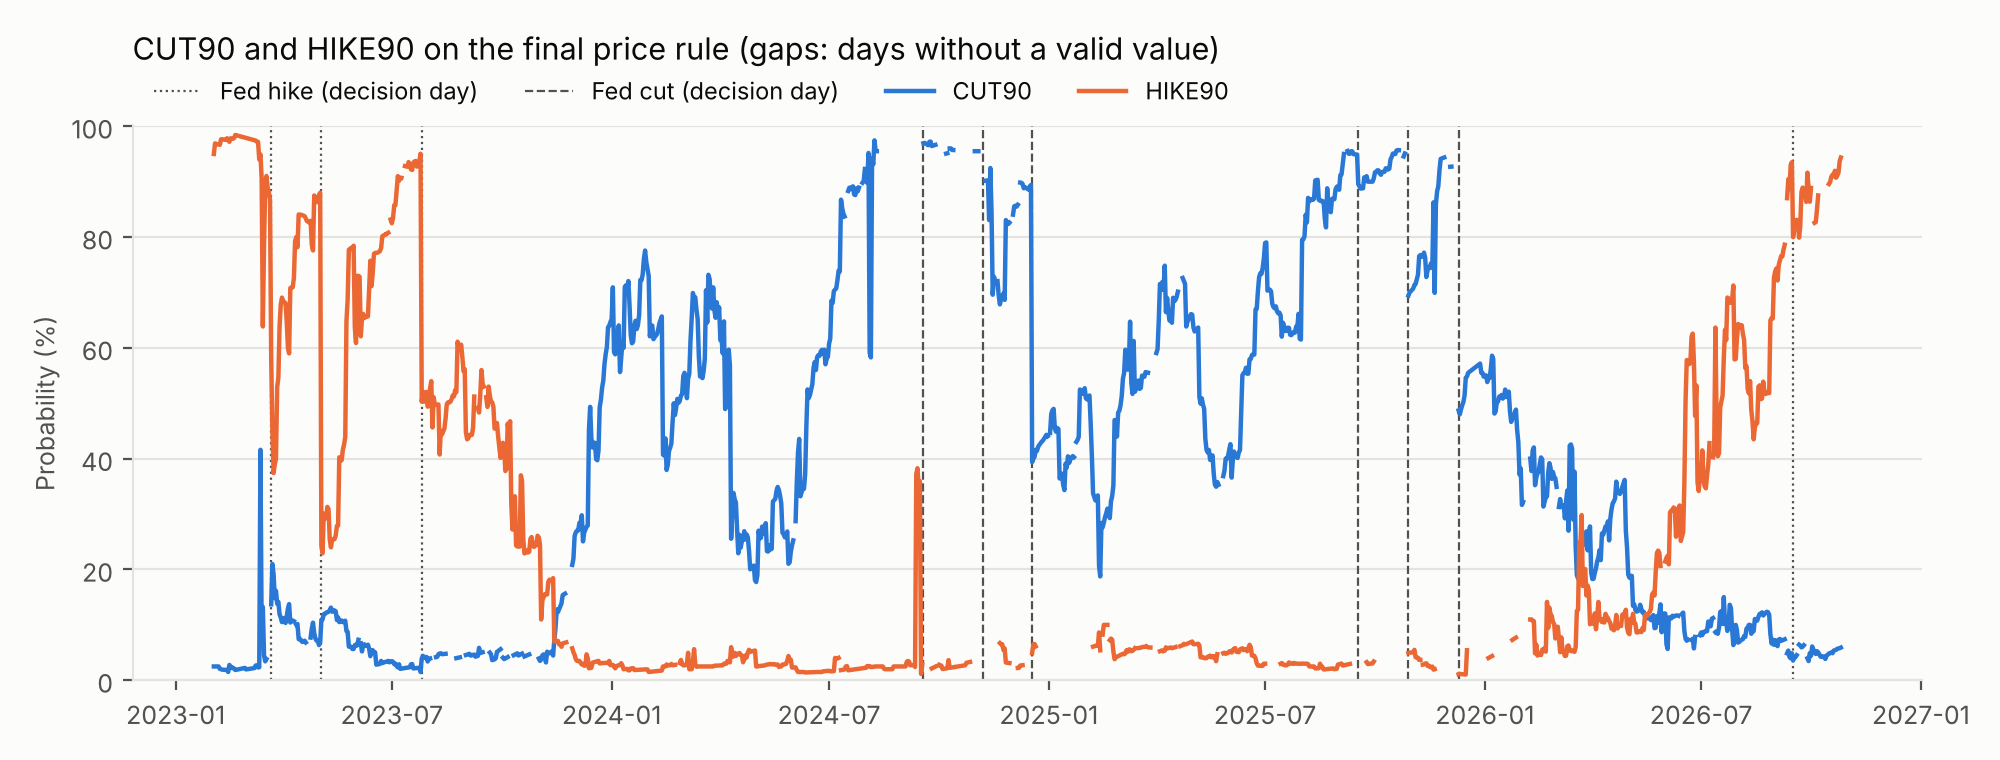 CUT90 and HIKE90 on the final price rule (gaps: days without a valid value)
Fed hike (decision day) Fed cut (decision day) CUT90 HIKE90
Probability (%)
100
80
60
40
20
0
2023-01 2023-07 2024-01 2024-07 2025-01 2025-07 2026-01 2026-07 2027-01